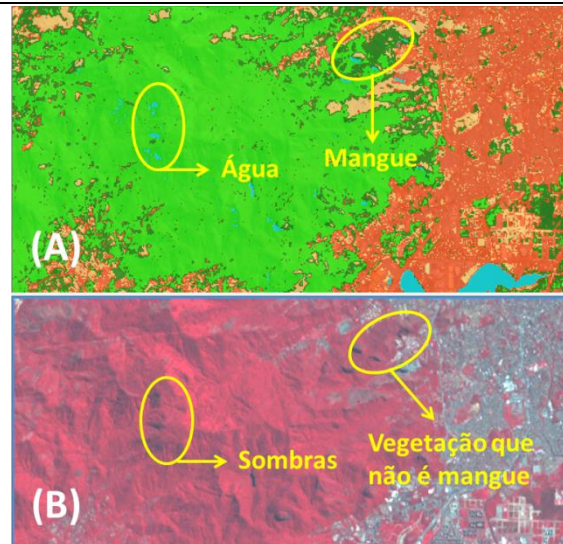 Água
Mangue
(A)
Sombras
Vegetação que
não é mangue
(B)